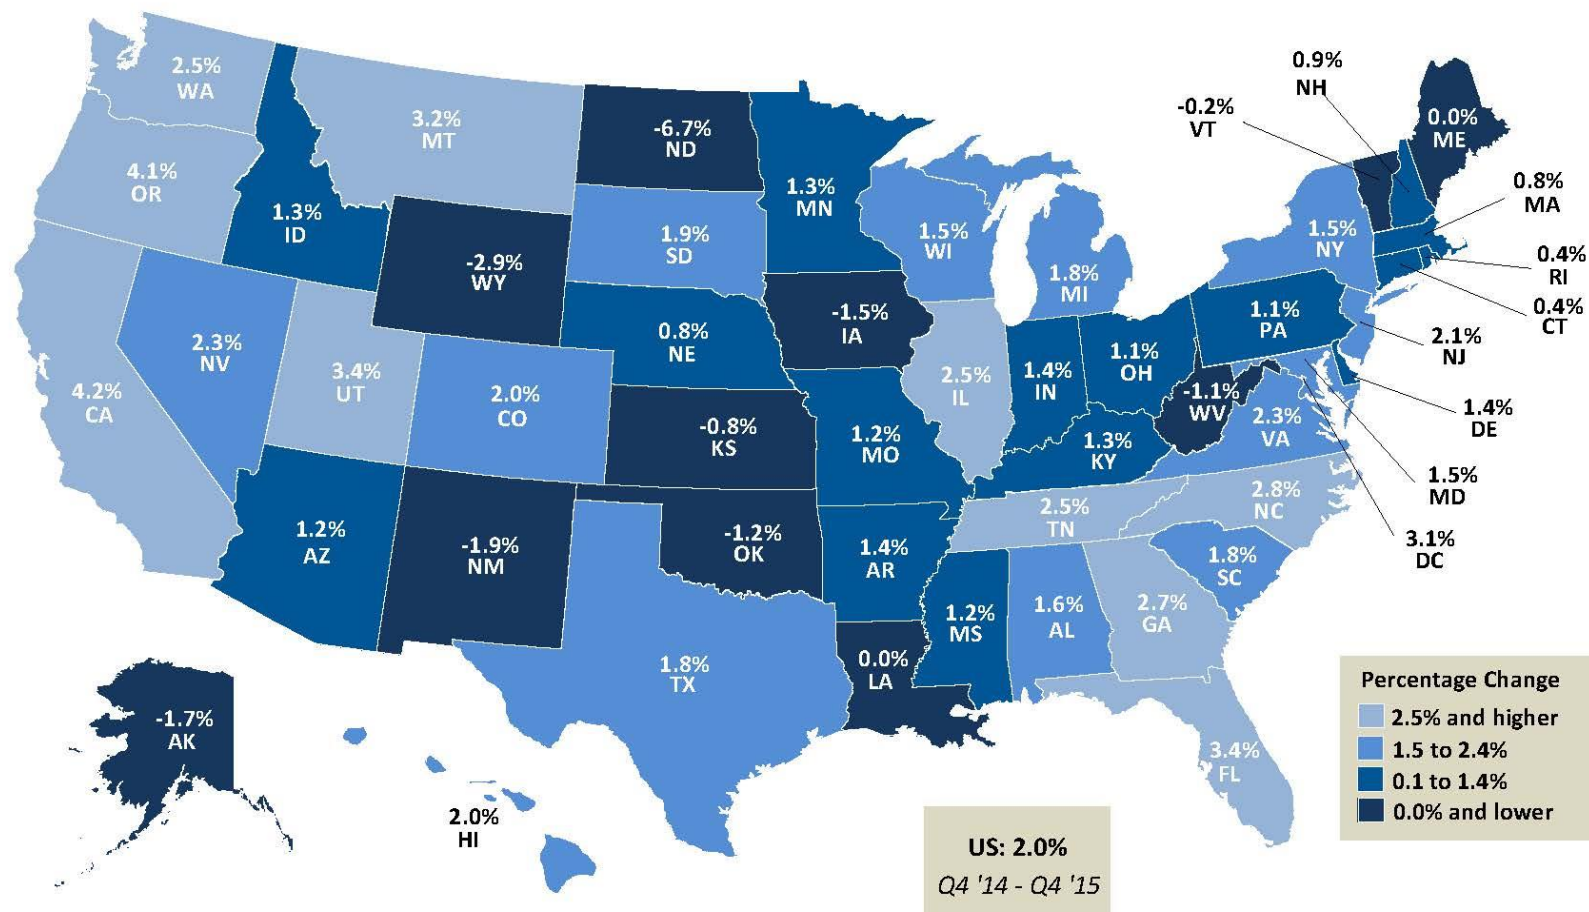 2.5%
WA
4.1%
OR
4.2%
CA
1.3%
ID
2.3%
NV
3.2%
MT
-2.9%
WY
3.4%
UT
2.0%
CO
1.2%
AZ
-1.9%
NM
-6.7%
ND
1.9%
SD
0.8%
NE
-0.8%
KS
-1.2%
OK
1.8%
TX
1.3%
MN
-1.5%
IA
1.2%
MO
1.4%
AR
0.0%
LA
1.5%
WI
2.5%
IL
1.8%
MI
1.4%
IN
1.1%
OH
1.3%
KY
2.5%
TN
1.2%
MS
1.6%
AL
2.7%
GA
3.4%
FL
1.8%
SC
2.8%
NC
2.3%
VA
-1.1%
WV
1.1%
PA
1.5%
NY
-0.2%
VT
0.9%
NH
0.0%
ME
0.8%
MA
0.4%
RI
0.4%
CT
2.1%
NJ
1.4%
DE
1.5%
MD
3.1%
DC
-1.7%
AK
2.0%
HI
US: 2.0%
Q4 '14 - Q4 '15
Percentage Change
2.5% and higher
1.5 to 2.4%
0.1 to 1.4%
0.0% and lower